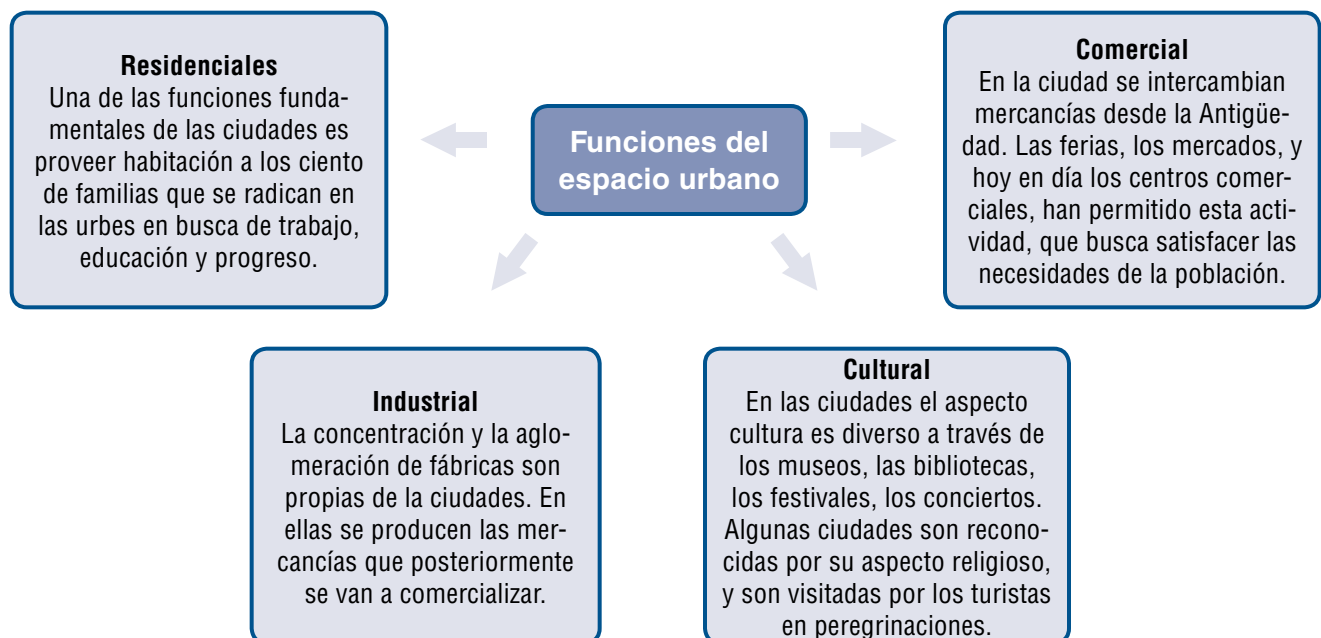 Funciones del
espacio urbano
Residenciales
Una de las funciones funda-
mentales de las ciudades es
proveer habitación a los ciento
de familias que se radican en
las urbes en busca de trabajo,
educación y progreso.
Comercial
En la ciudad se intercambian
mercancías desde la Antigüe-
dad. Las ferias, los mercados, y
hoy en día los centros comer-
ciales, han permitido esta acti-
vidad, que busca satisfacer las
necesidades de la población.
Industrial
La concentración y la aglo-
meración de fábricas son
propias de la ciudades. En
ellas se producen las mer-
cancías que posteriormente
se van a comercializar.
Cultural
En las ciudades el aspecto
cultura es diverso a través de
los museos, las bibliotecas,
los festivales, los conciertos.
Algunas ciudades son recono-
cidas por su aspecto religioso,
y son visitadas por los turistas
en peregrinaciones.